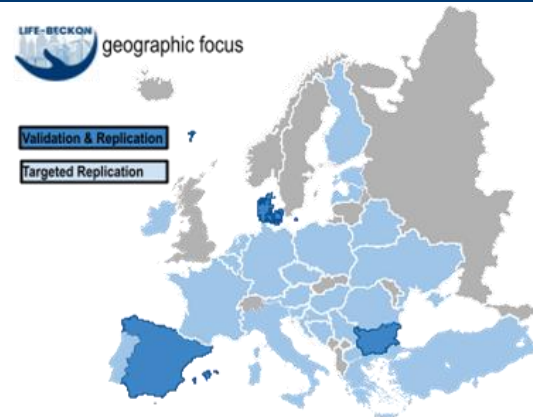 LIFE-BECKON
geographic focus
Validation & Replication
Targeted Replication